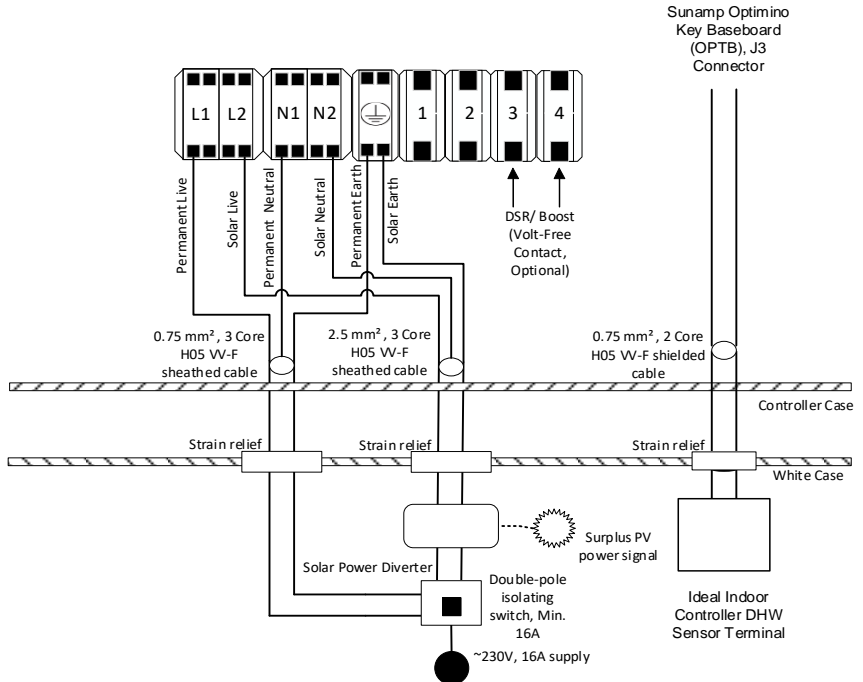 Sunamp Optimino
Key Baseboard
(OPTB), J3
Connector
L1
L2
N1
N2
1
2
3
4
Permanent Live
Solar Live
Permanent Neutral
Solar Neutral
Permanent Earth
Solar Earth
DSR/ Boost
(Volt-Free
Contact,
Optional)
0.75 mm², 3 Core
H05 VV-F
sheathed cable
2.5 mm², 3 Core
H05 VV-F
sheathed cable
0.75 mm², 2 Core
H05 VV-F shielded
cable
Controller Case
Strain relief
Strain relief
Strain relief
White Case
Surplus PV
power signal
Solar Power Diverter
Double-pole
isolating
switch, Min.
16A
~230V, 16A supply
Ideal Indoor
Controller DHW
Sensor Terminal